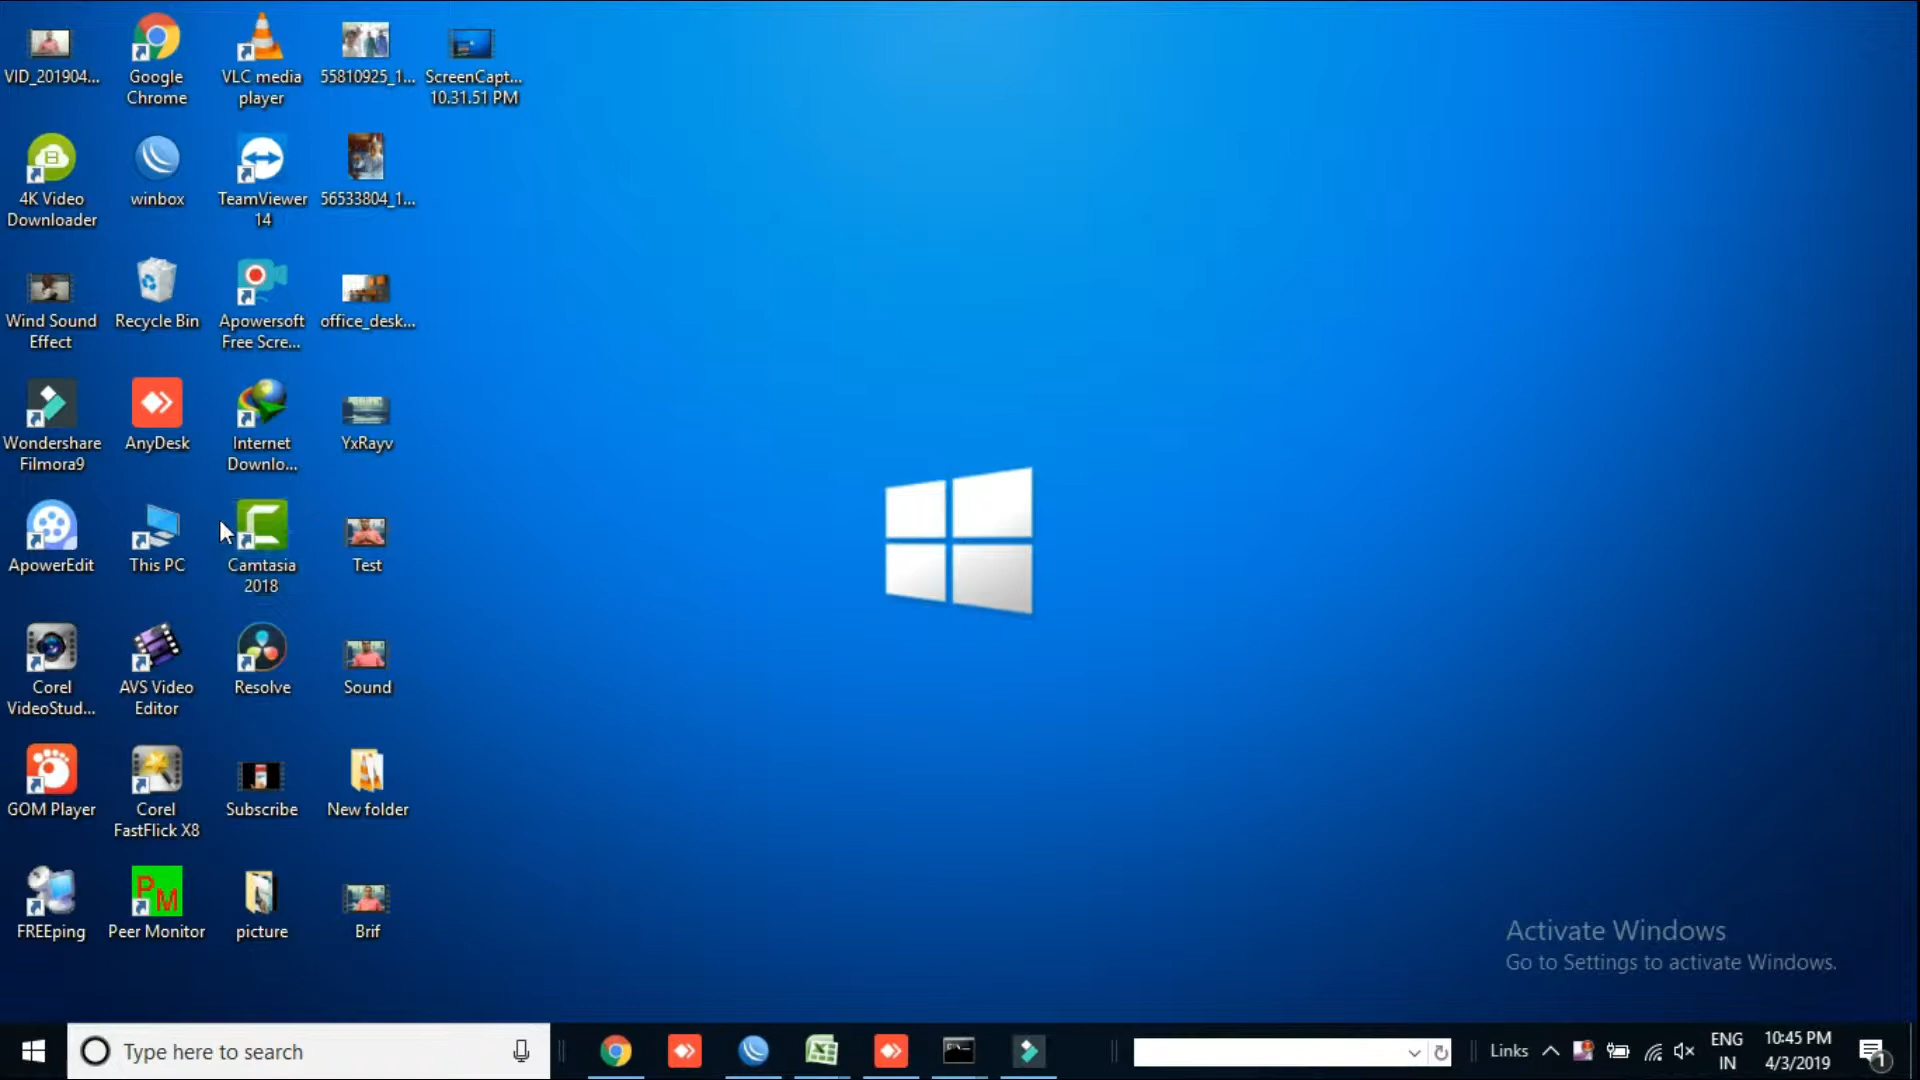 VID_201904...
Google
Chrome
VLC media
player
55810925_1...
ScreenCapt...
10.31.51 PM
4K Video
Downloader
winbox
TeamViewer
14
56533804_1...
Wind Sound
Effect
Recycle Bin
Apowersoft
Free Scre...
office_desk...
Wondershare
Filmora9
AnyDesk
Internet
Downlo...
YxRayv
ApowerEdit
This PC
Camtasia
2018
Test
Corel
VideoStud...
AVS Video
Editor
Resolve
Sound
GOM Player
Corel
FastFlick X8
Subscribe
New folder
PM
FREEping
Peer Monitor
picture
Brif
Activate Windows
Go to Settings to activate Windows.
Type here to search
Links
ENG
IN
10:45 PM
4/3/2019
1